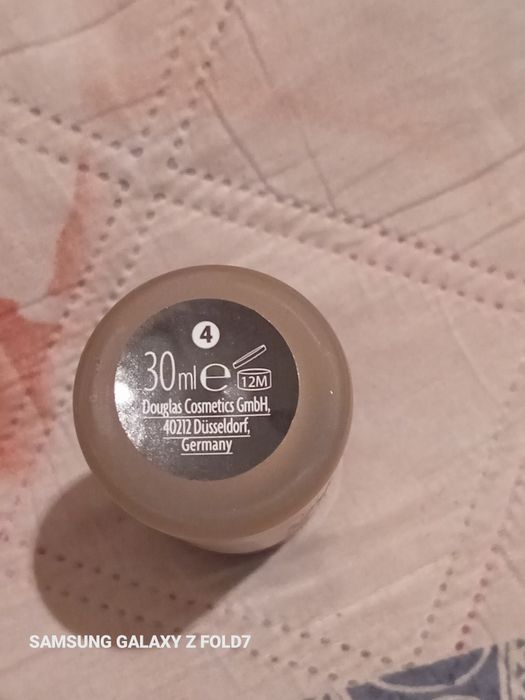 4
30ml e 12M
Douglas Cosmetics GmbH,
40212 Düsseldorf,
Germany
SAMSUNG GALAXY Z FOLD7